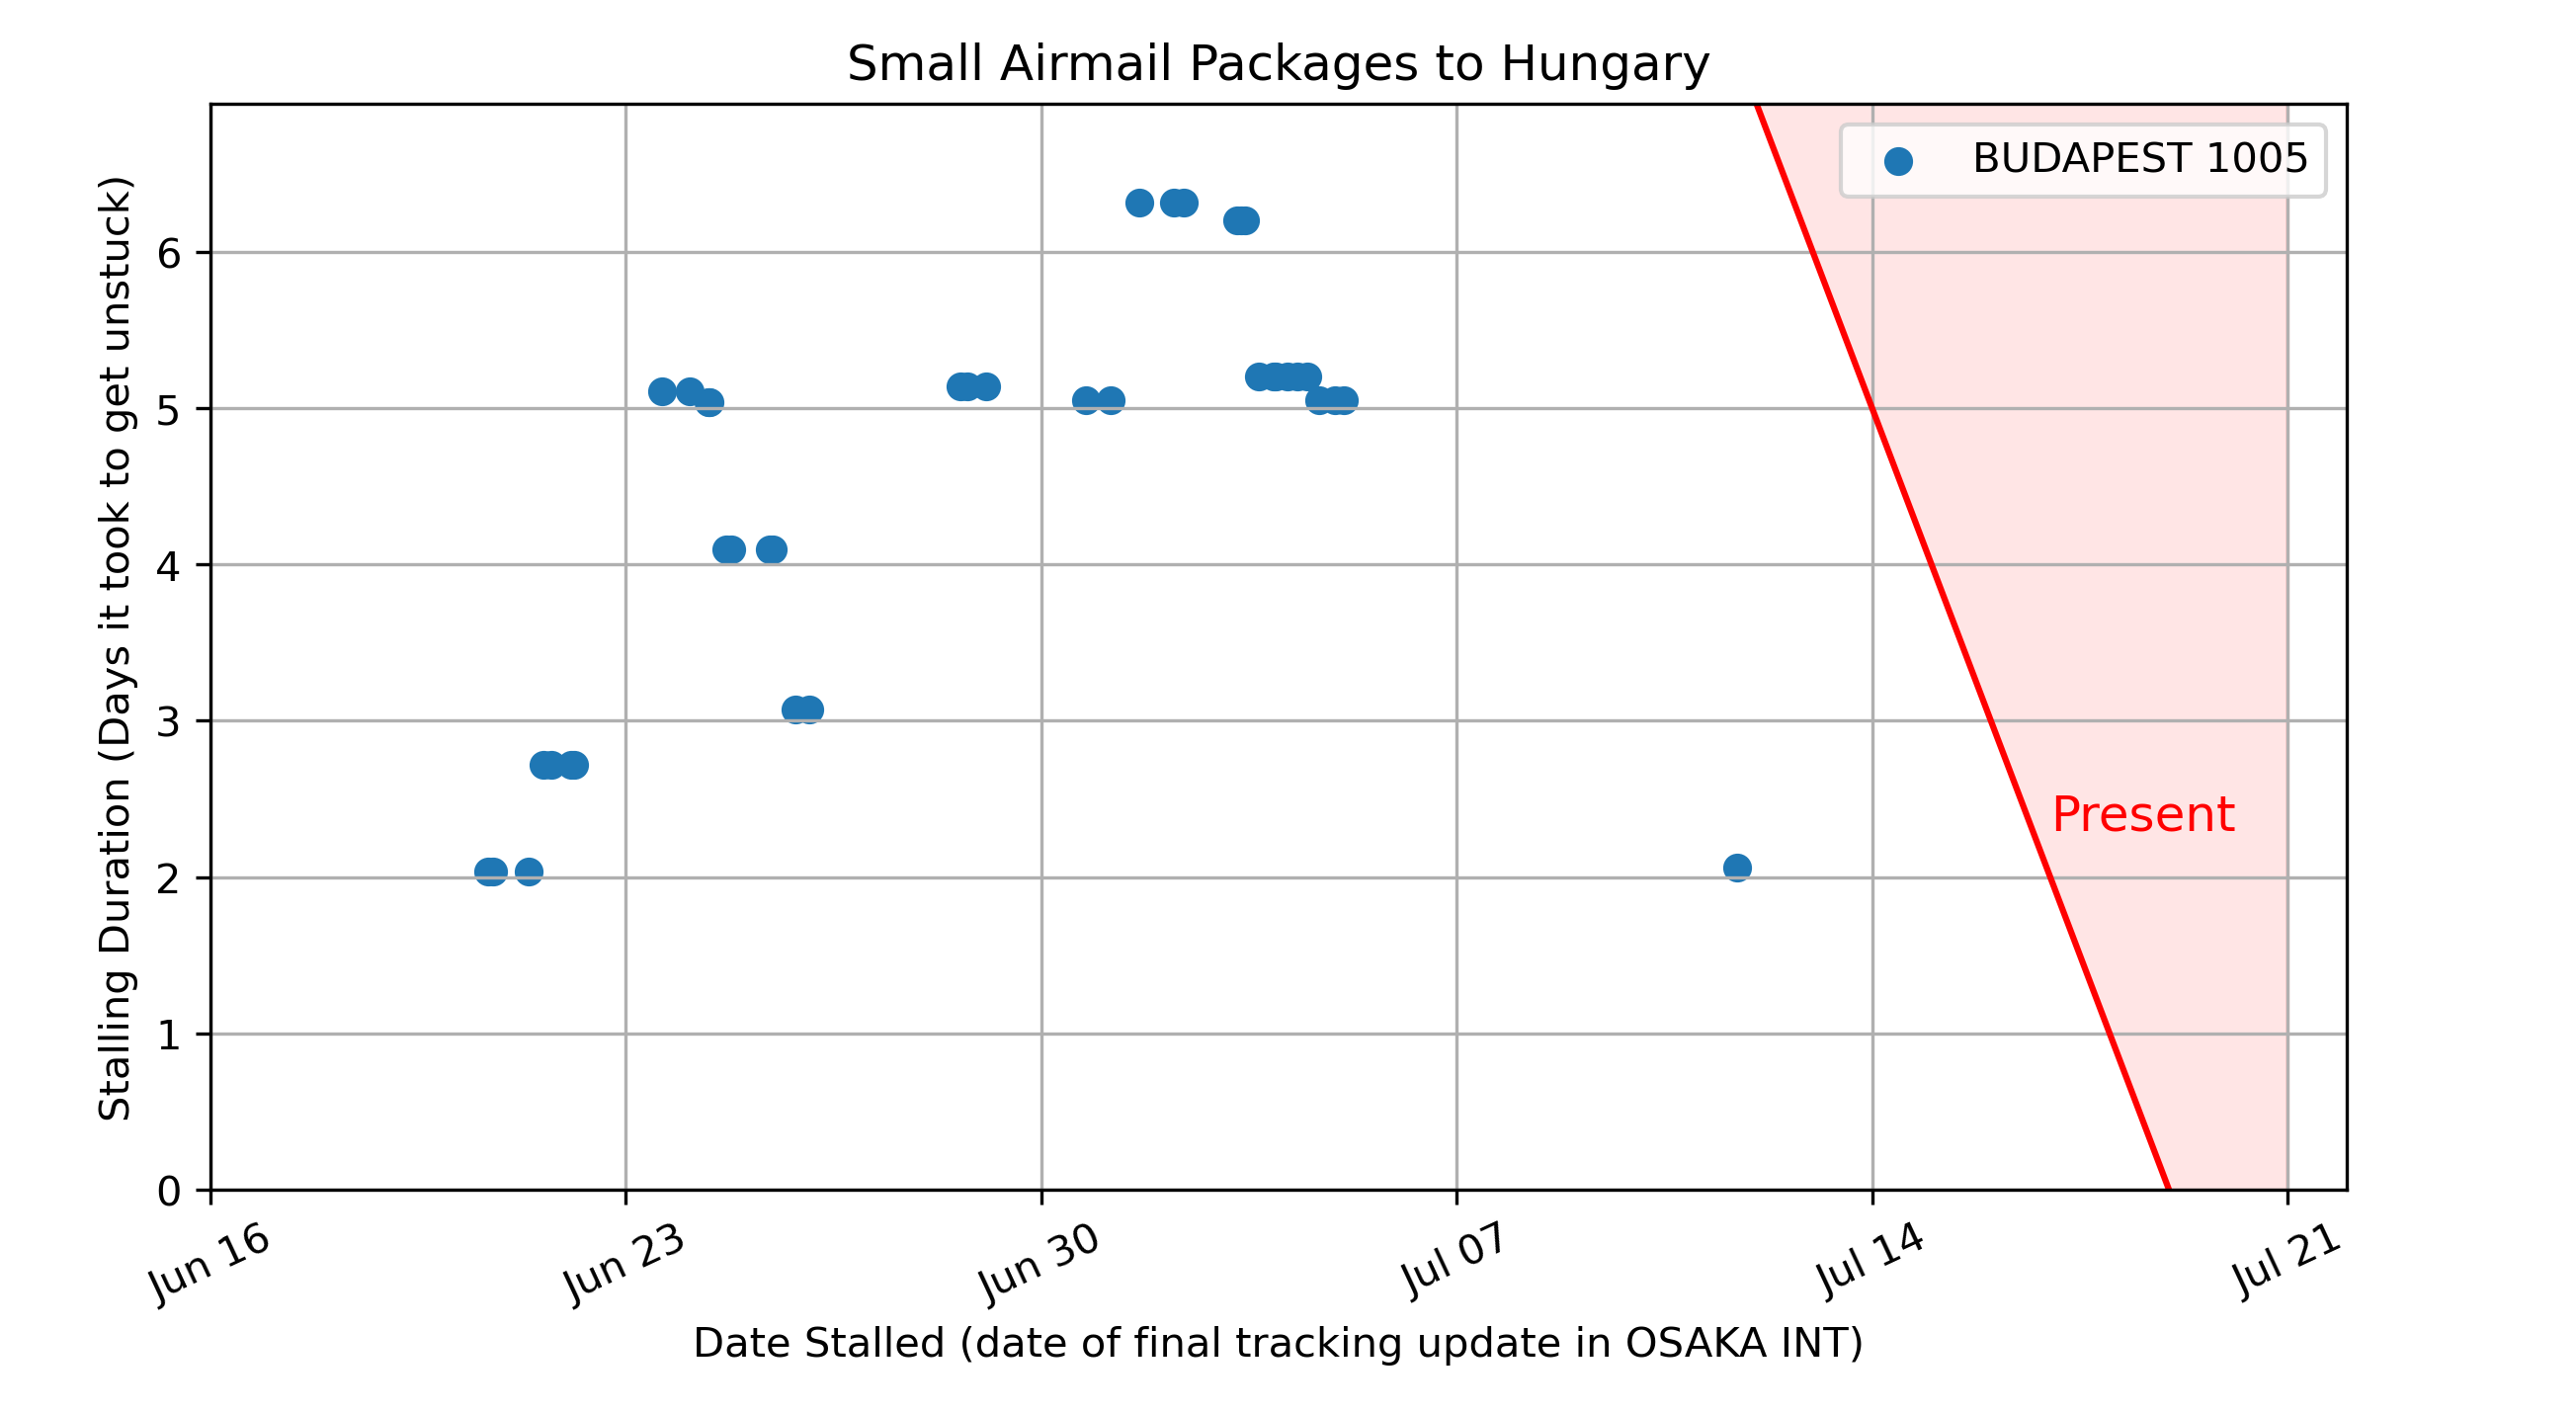 Small Airmail Packages to Hungary
BUDAPEST 1005
Stalling Duration (Days it took to get unstuck)
6
5
4
3
2
1
0
Present
Jun 16
Jun 23
Jun 30
Jul 07
Jul 14
Jul 21
Date Stalled (date of final tracking update in OSAKA INT)